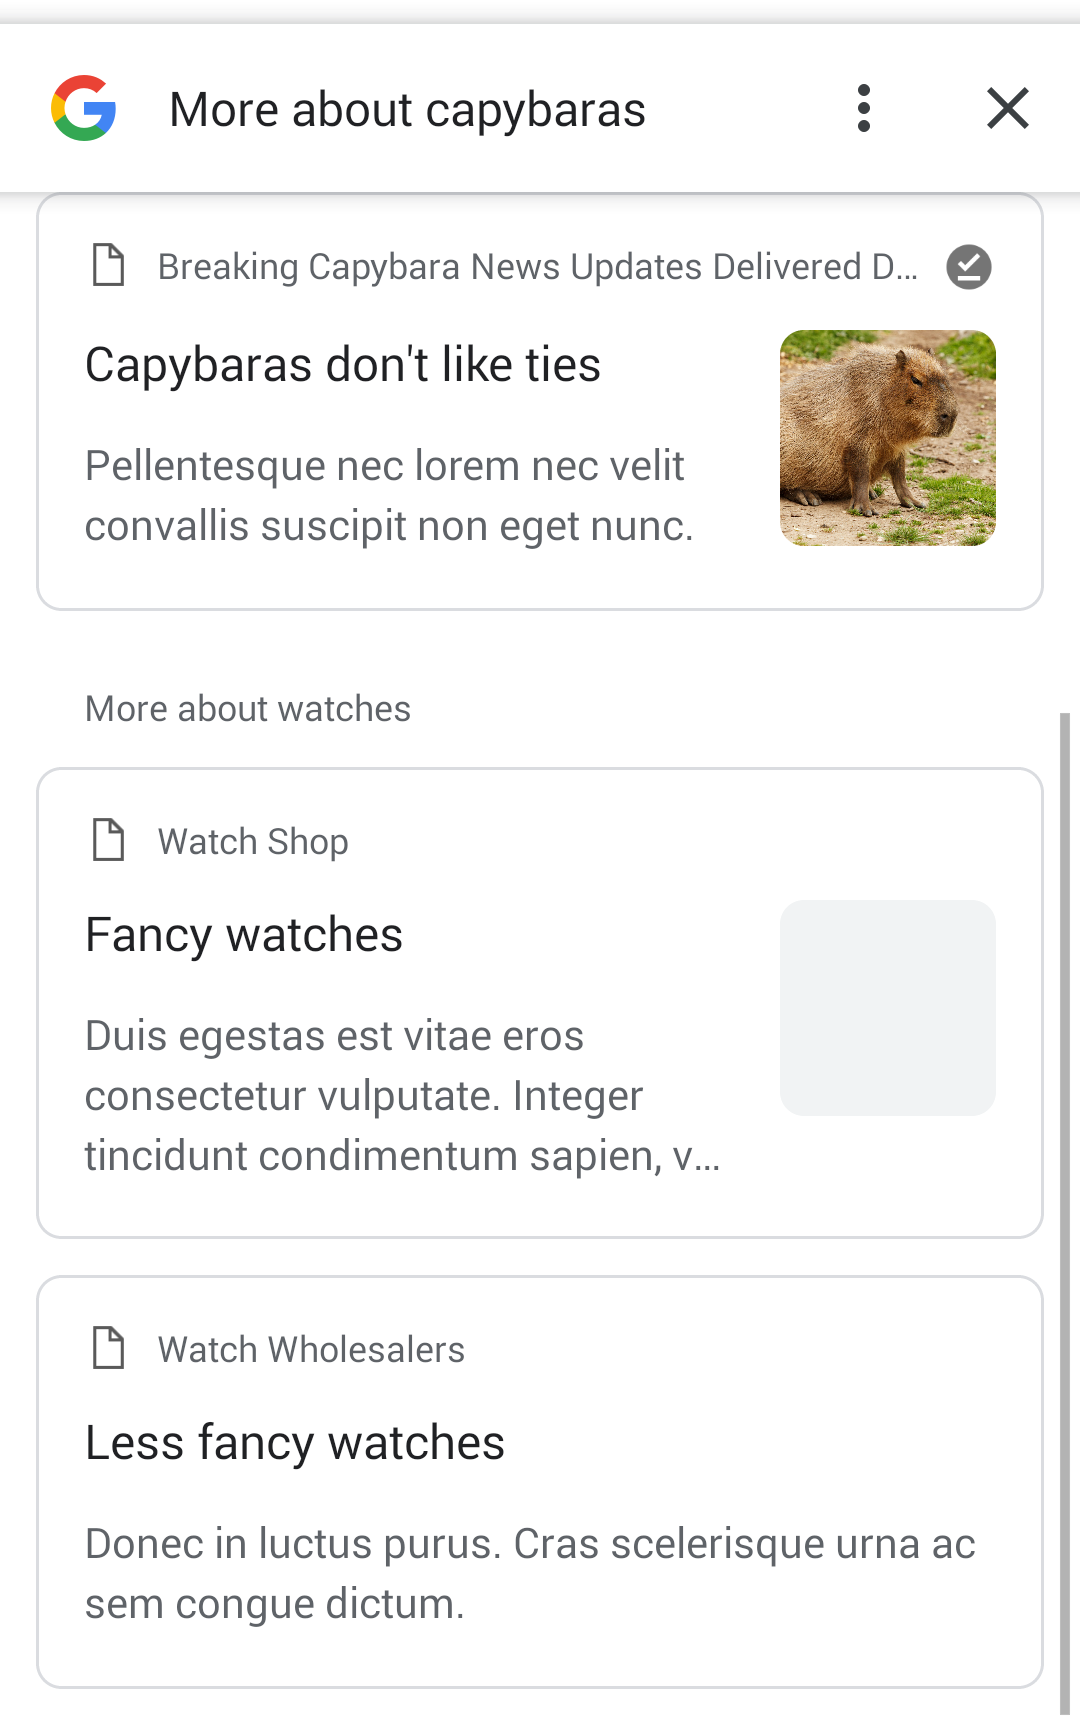 More about capybaras
Breaking Capybara News Updates Delivered D...
Capybaras don't like ties
Pellentesque nec lorem nec velit
convallis suscipit non eget nunc.
More about watches
Watch Shop
Fancy watches
Duis egestas est vitae eros
consectetur vulputate. Integer
tincidunt condimentum sapien, v...
Watch Wholesalers
Less fancy watches
Donec in luctus purus. Cras scelerisque urna ac
sem congue dictum.